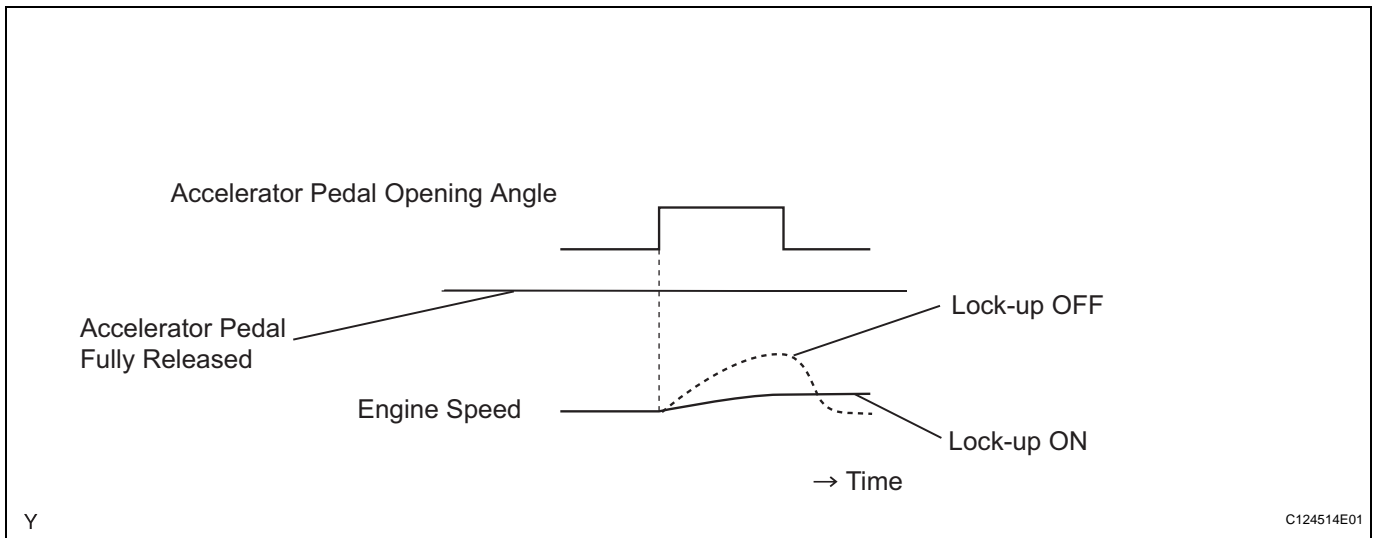 Accelerator Pedal Opening Angle
Accelerator Pedal
Fully Released
Lock-up OFF
Engine Speed
Lock-up ON
→ Time
Y
C124514E01